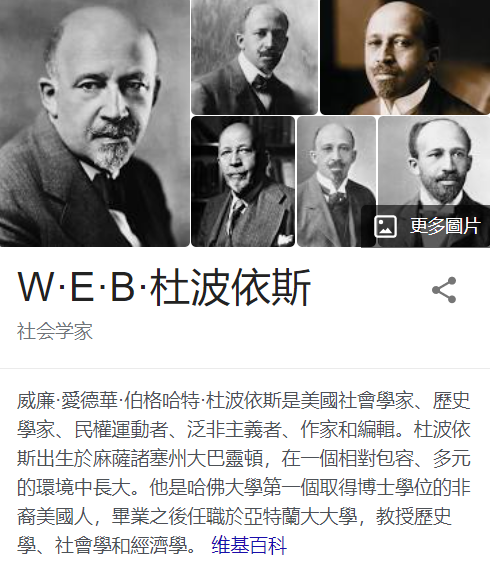 更多圖片
W·E·B·杜波依斯
社会学家
威廉·愛德華·伯格哈特·杜波依斯是美國社會學家、歷史
學家、民權運動者、泛非主義者、作家和編輯。杜波依
斯出生於麻薩諸塞州大巴靈頓，在一個相對包容、多元
的環境中長大。他是哈佛大學第一個取得博士學位的非
裔美國人，畢業之後任職於亞特蘭大大學，教授歷史
學、社會學和經濟學。 维基百科